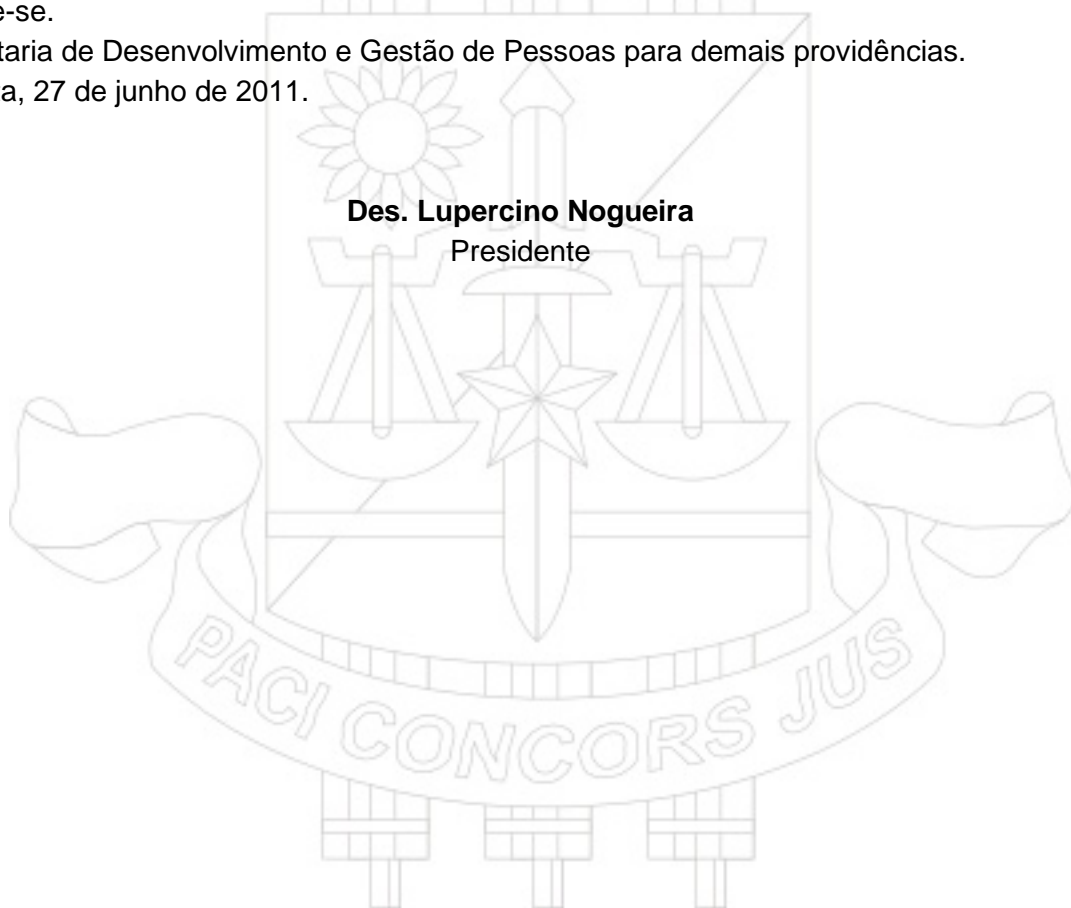 e-se.
taria de Desenvolvimento e Gestão de Pessoas para demais providências.
a, 27 de junho de 2011.
Des. Lupercino Nogueira
Presidente
PACI CONCORS JUS